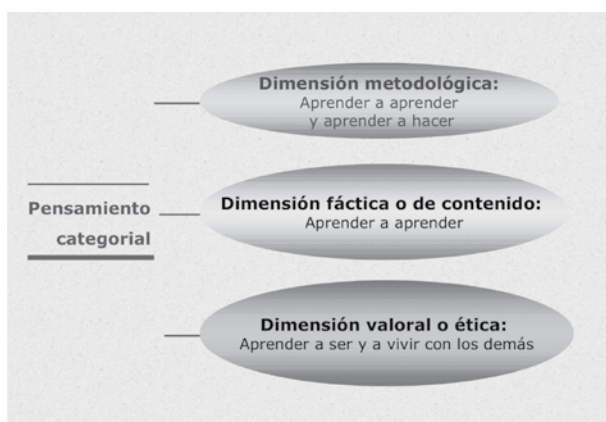 Dimensión metodológica:
Aprender a aprender
y aprender a hacer
Pensamiento
categorial
Dimensión fáctica o de contenido:
Aprender a aprender
Dimensión valoral o ética:
Aprender a ser y a vivir con los demás